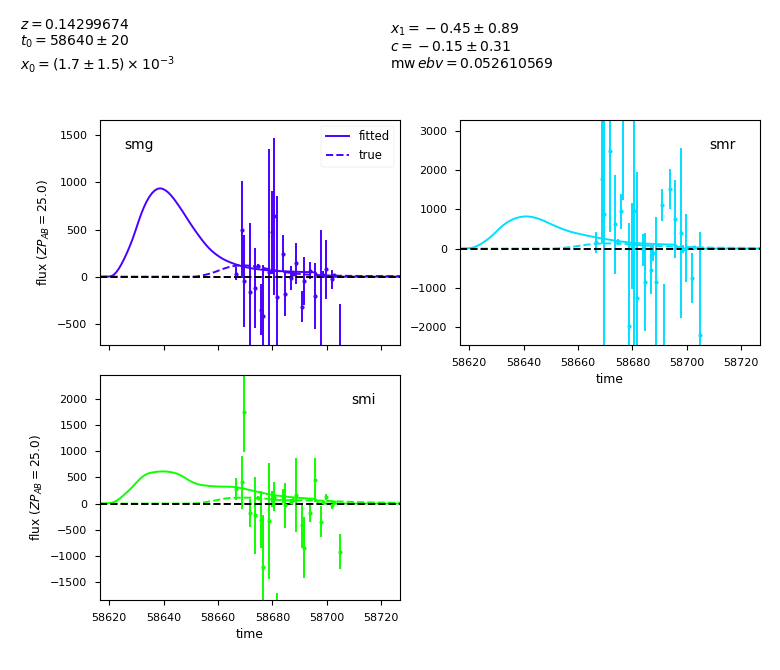 z = 0.14299674
t₀ = 58640 ± 20
x₀ = (1.7 ± 1.5) × 10⁻³
x₁ = −0.45 ± 0.89
c = −0.15 ± 0.31
mw ebv = 0.052610569
smg
fitted
true
1500
1000
500
0
−500
flux (ZP_AB = 25.0)
smr
3000
2000
1000
0
−1000
−2000
58620 58640 58660 58680 58700 58720
time
smi
2000
1500
1000
500
0
−500
−1000
−1500
flux (ZP_AB = 25.0)
58620 58640 58660 58680 58700 58720
time